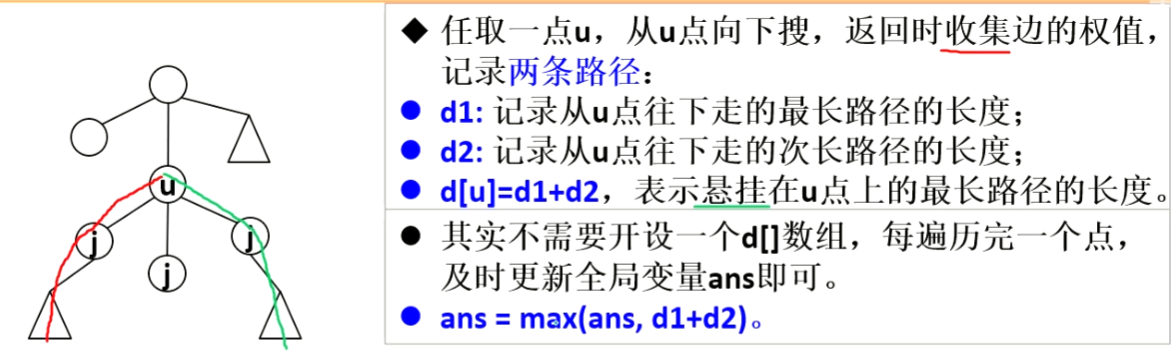 ◆ 任取一点u，从u点向下搜，返回时收集边的权值，
记录两条路径：
● d1: 记录从u点往下走的最长路径的长度；
● d2: 记录从u点往下走的次长路径的长度；
● d[u]=d1+d2，表示悬挂在u点上的最长路径的长度。
● 其实不需要开设一个d[]数组，每遍历完一个点，
及时更新全局变量ans即可。
● ans = max(ans, d1+d2)。
u
j
j
j